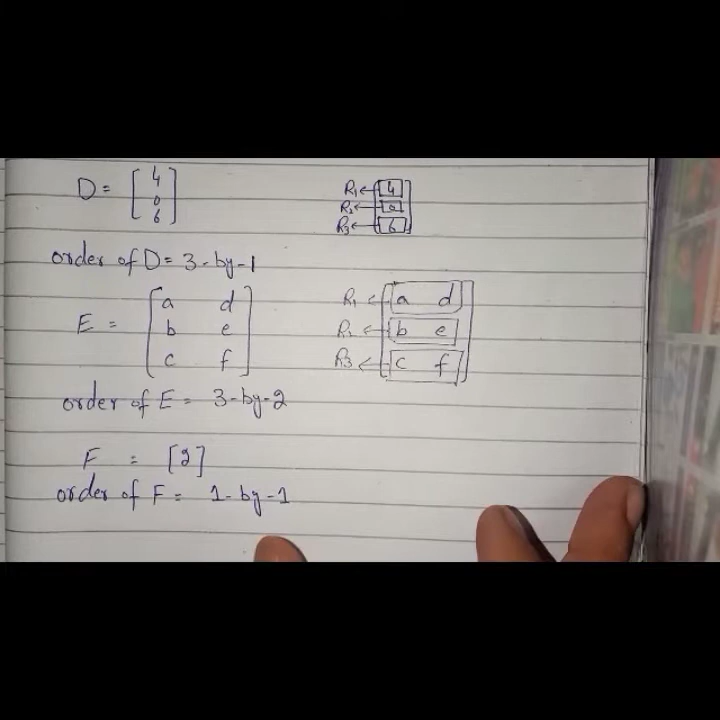 D = [4 R₁ ← [4]
0 R₂ ← [0]
6] R₃ ← [6]
order of D = 3-by-1
E = [a d R₁ ← [a d]
b e R₂ ← [b e]
c f] R₃ ← [c f]
order of E = 3-by-2
F = [2]
order of F = 1-by-1